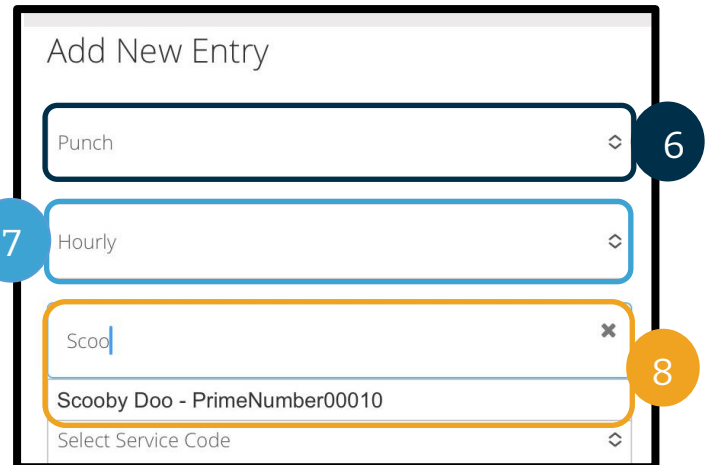 Add New Entry
Punch
6
7
Hourly
Scoo
8
Scooby Doo - PrimeNumber00010
Select Service Code